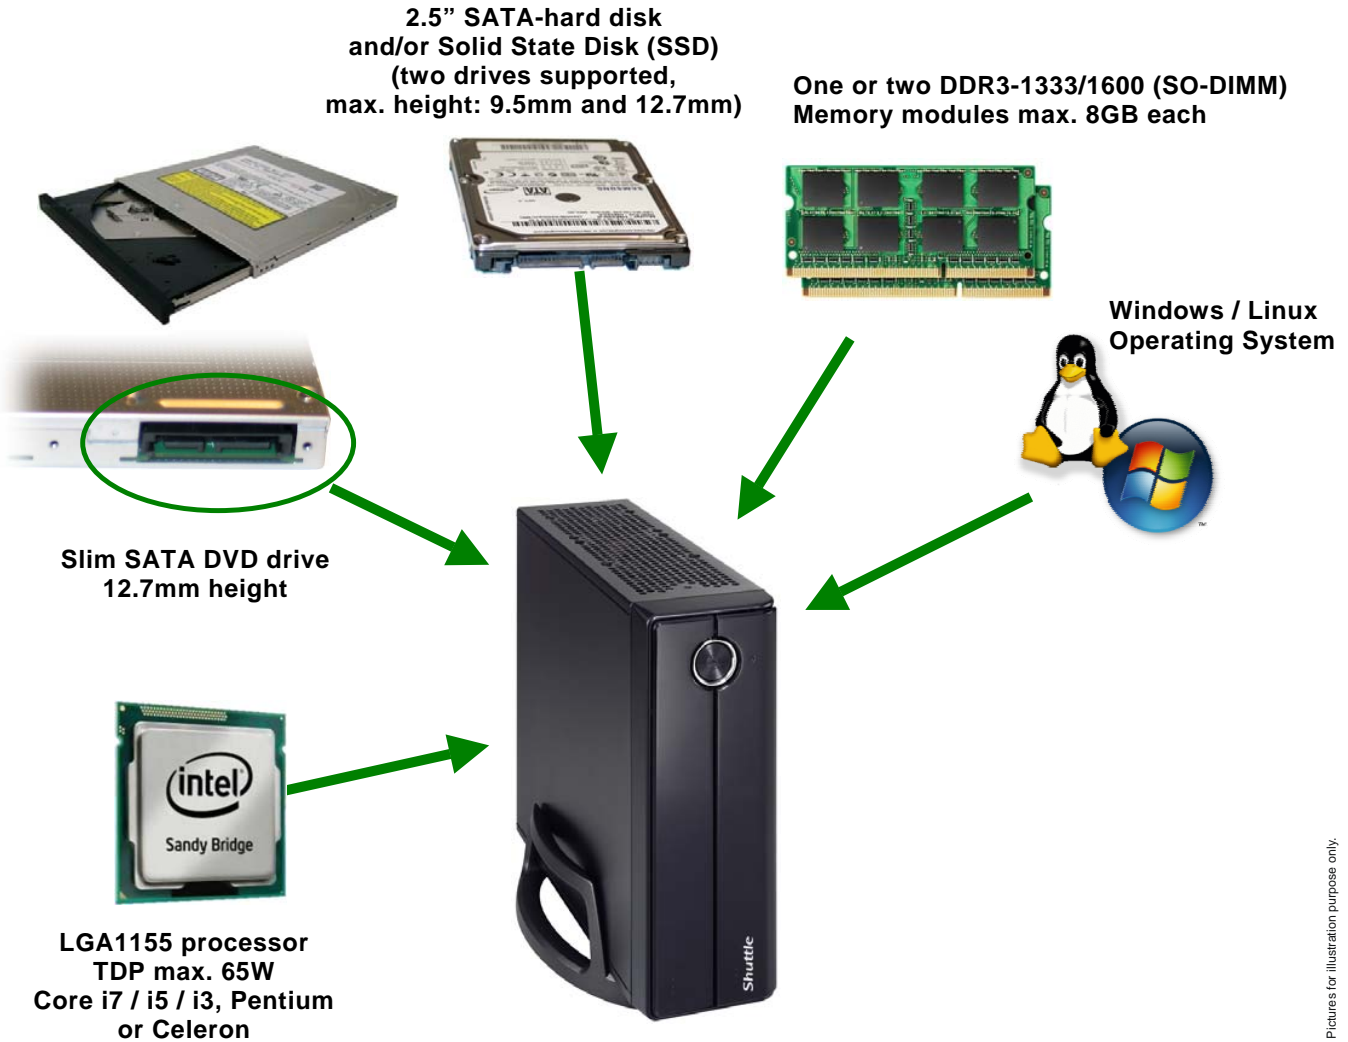 2.5” SATA-hard disk
and/or Solid State Disk (SSD)
(two drives supported,
max. height: 9.5mm and 12.7mm)
One or two DDR3-1333/1600 (SO-DIMM)
Memory modules max. 8GB each
SATA
SAMSUNG
Windows / Linux
Operating System
TM
Slim SATA DVD drive
12.7mm height
intel
Sandy Bridge
LGA1155 processor
TDP max. 65W
Core i7 / i5 / i3, Pentium
or Celeron
Shuttle
Pictures for illustration purpose only.